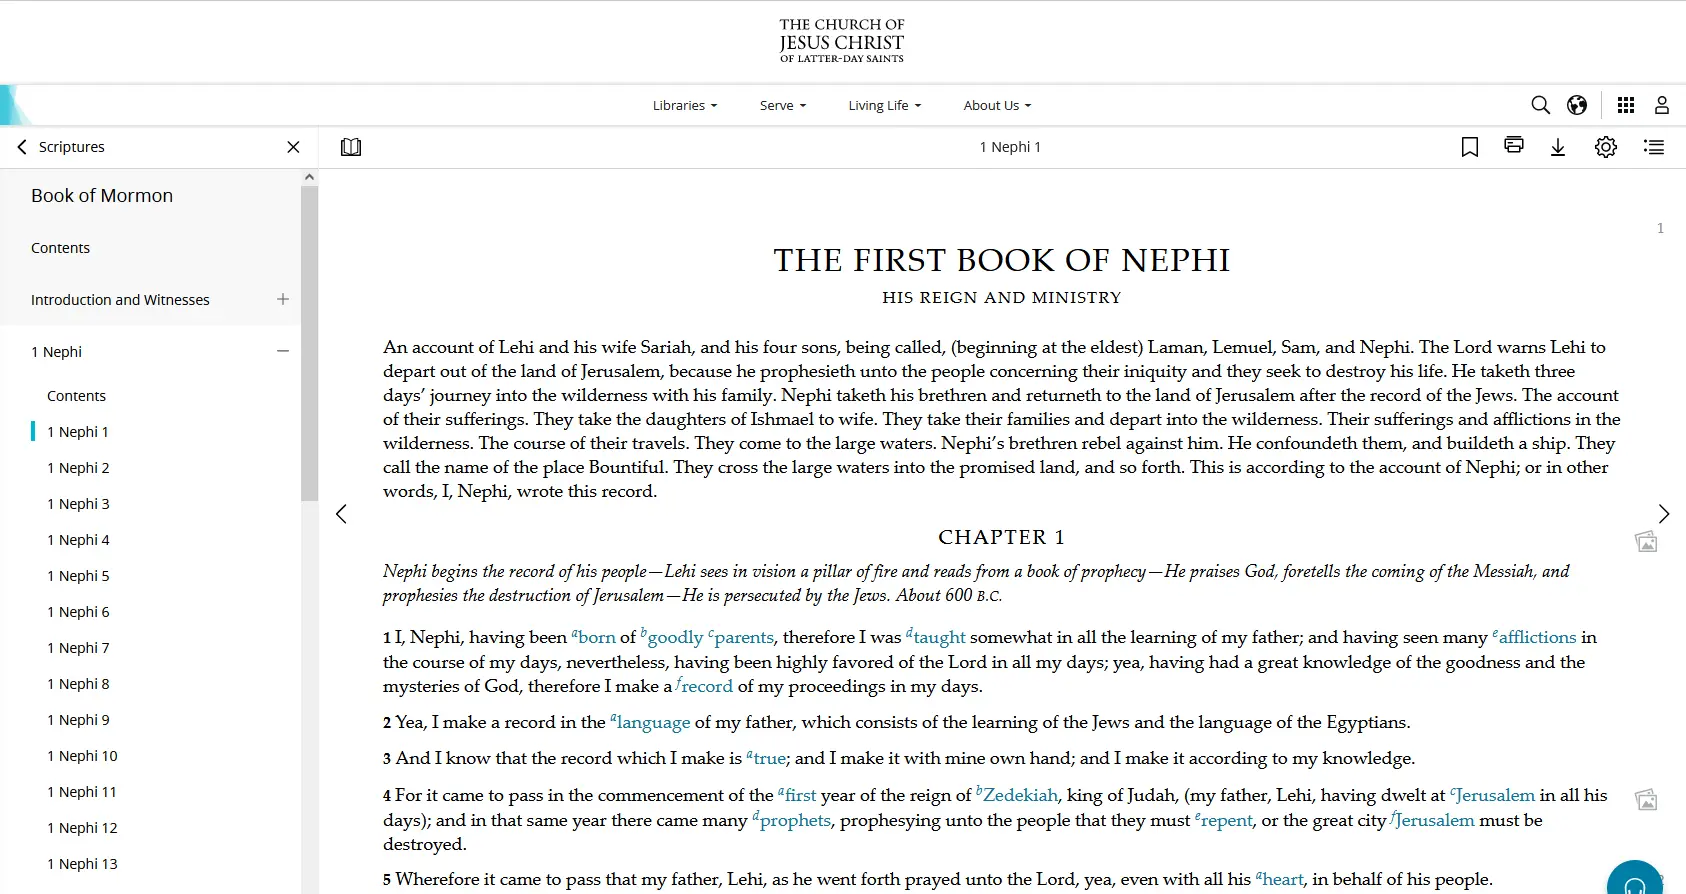 THE CHURCH OF
JESUS CHRIST
OF LATTER-DAY SAINTS
Libraries
Serve
Living Life
About Us
Scriptures
1 Nephi 1
Book of Mormon
Contents
Introduction and Witnesses
1 Nephi
Contents
1 Nephi 1
1 Nephi 2
1 Nephi 3
1 Nephi 4
1 Nephi 5
1 Nephi 6
1 Nephi 7
1 Nephi 8
1 Nephi 9
1 Nephi 10
1 Nephi 11
1 Nephi 12
1 Nephi 13
1
THE FIRST BOOK OF NEPHI
HIS REIGN AND MINISTRY
An account of Lehi and his wife Sariah, and his four sons, being called, (beginning at the eldest) Laman, Lemuel, Sam, and Nephi. The Lord warns Lehi to
depart out of the land of Jerusalem, because he prophesieth unto the people concerning their iniquity and they seek to destroy his life. He taketh three
days’ journey into the wilderness with his family. Nephi taketh his brethren and returneth to the land of Jerusalem after the record of the Jews. The account
of their sufferings. They take the daughters of Ishmael to wife. They take their families and depart into the wilderness. Their sufferings and afflictions in the
wilderness. The course of their travels. They come to the large waters. Nephi’s brethren rebel against him. He confoundeth them, and buildeth a ship. They
call the name of the place Bountiful. They cross the large waters into the promised land, and so forth. This is according to the account of Nephi; or in other
words, I, Nephi, wrote this record.
CHAPTER 1
Nephi begins the record of his people—Lehi sees in vision a pillar of fire and reads from a book of prophecy—He praises God, foretells the coming of the Messiah, and
prophesies the destruction of Jerusalem—He is persecuted by the Jews. About 600 B.C.
1 I, Nephi, having been aborn of bgoodly cparents, therefore I was dtaught somewhat in all the learning of my father; and having seen many eafflictions in
the course of my days, nevertheless, having been highly favored of the Lord in all my days; yea, having had a great knowledge of the goodness and the
mysteries of God, therefore I make a frecord of my proceedings in my days.
2 Yea, I make a record in the alanguage of my father, which consists of the learning of the Jews and the language of the Egyptians.
3 And I know that the record which I make is atrue; and I make it with mine own hand; and I make it according to my knowledge.
4 For it came to pass in the commencement of the afirst year of the reign of bZedekiah, king of Judah, (my father, Lehi, having dwelt at cJerusalem in all his
days); and in that same year there came many dprophets, prophesying unto the people that they must erepent, or the great city fJerusalem must be
destroyed.
5 Wherefore it came to pass that my father, Lehi, as he went forth prayed unto the Lord, yea, even with all his aheart, in behalf of his people.